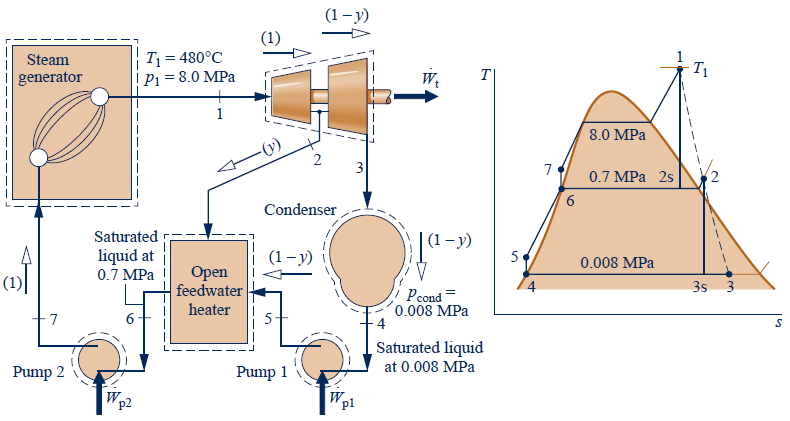 Steam
generator
T₁ = 480°C
p₁ = 8.0 MPa
1
(1)
(1 – y)
Ẇt
(y)
2
3
Condenser
(1 – y)
pcond =
0.008 MPa
4
Saturated liquid
at 0.008 MPa
Saturated
liquid at
0.7 MPa
Open
feedwater
heater
(1 – y)
5
6
(1)
7
Pump 2
Ẇp2
Pump 1
Ẇp1
T
1
T₁
8.0 MPa
7
0.7 MPa
2s
2
6
5
0.008 MPa
4
3s
3
s